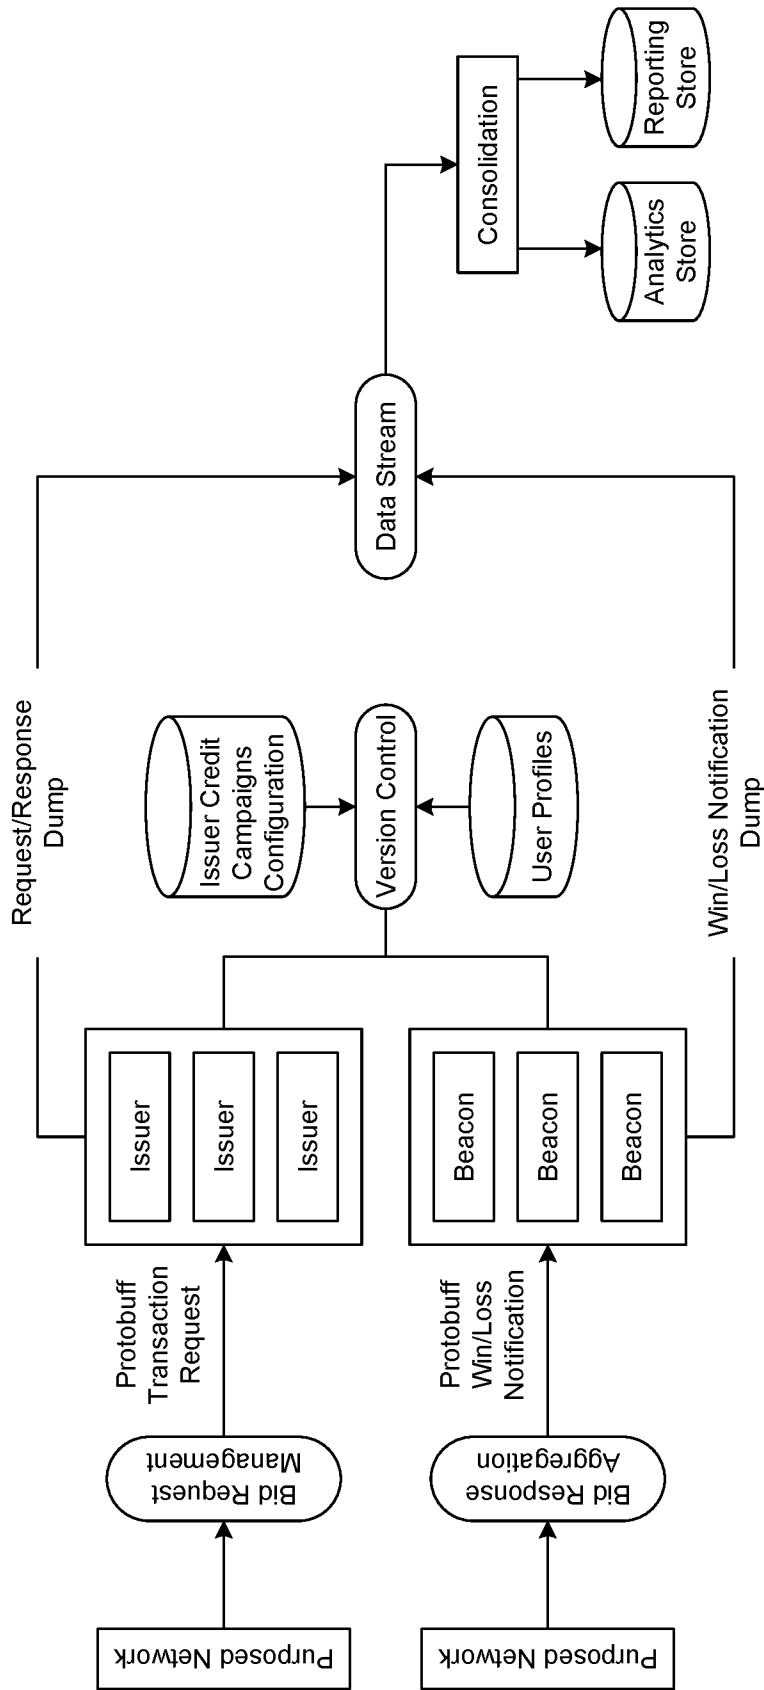 Purposed Network
Bid Request
Management
Protobuff
Transaction
Request
Issuer
Issuer
Issuer
Request/Response
Dump
Issuer Credit
Campaigns
Configuration
Version Control
User Profiles
Purposed Network
Bid Response
Aggregation
Protobuff
Win/Loss
Notification
Beacon
Beacon
Beacon
Win/Loss Notification
Dump
Data Stream
Consolidation
Analytics
Store
Reporting
Store